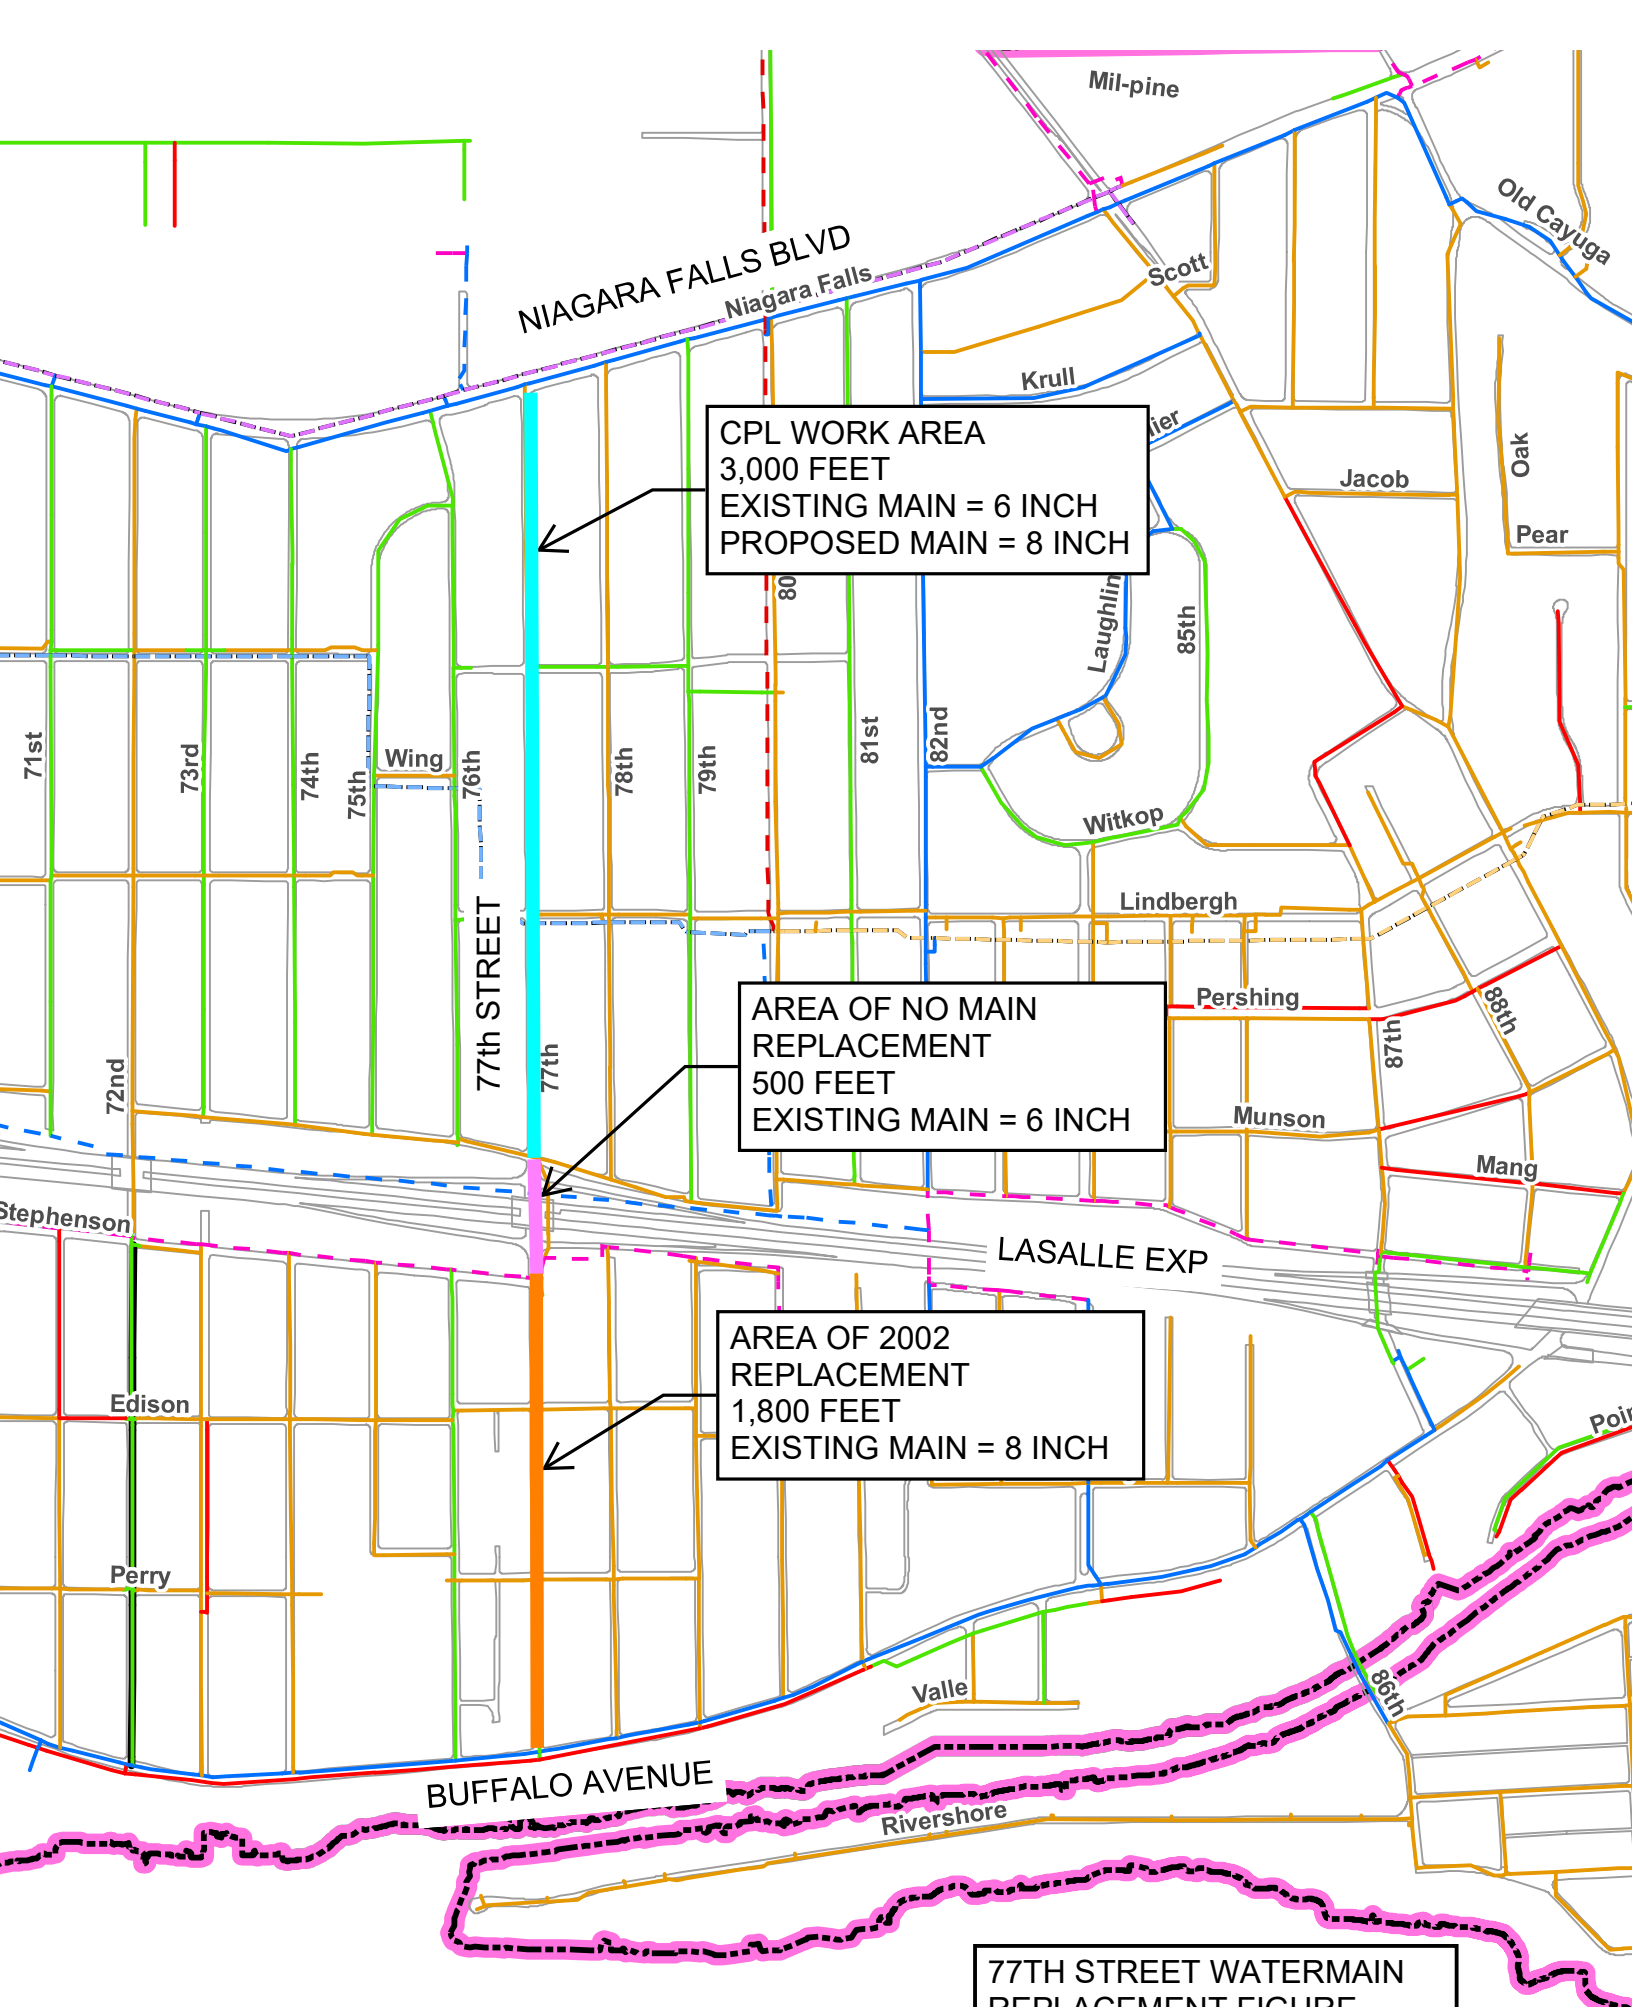 Mil-pine
Old Cayuga
NIAGARA FALLS BLVD
Niagara Falls
Scott
Krull
CPL WORK AREA
3,000 FEET
EXISTING MAIN = 6 INCH
PROPOSED MAIN = 8 INCH
Jacob
Oak
Pear
80
Laughlin
85th
71st
73rd
74th
75th
Wing
76th
78th
79th
81st
82nd
Witkop
Lindbergh
77th STREET
77th
72nd
AREA OF NO MAIN
REPLACEMENT
500 FEET
EXISTING MAIN = 6 INCH
Pershing
88th
87th
Munson
Mang
Stephenson
LASALLE EXP
AREA OF 2002
REPLACEMENT
1,800 FEET
EXISTING MAIN = 8 INCH
Edison
Perry
Valle
86th
BUFFALO AVENUE
Rivershore
77TH STREET WATERMAIN
REPLACEMENT FIGURE